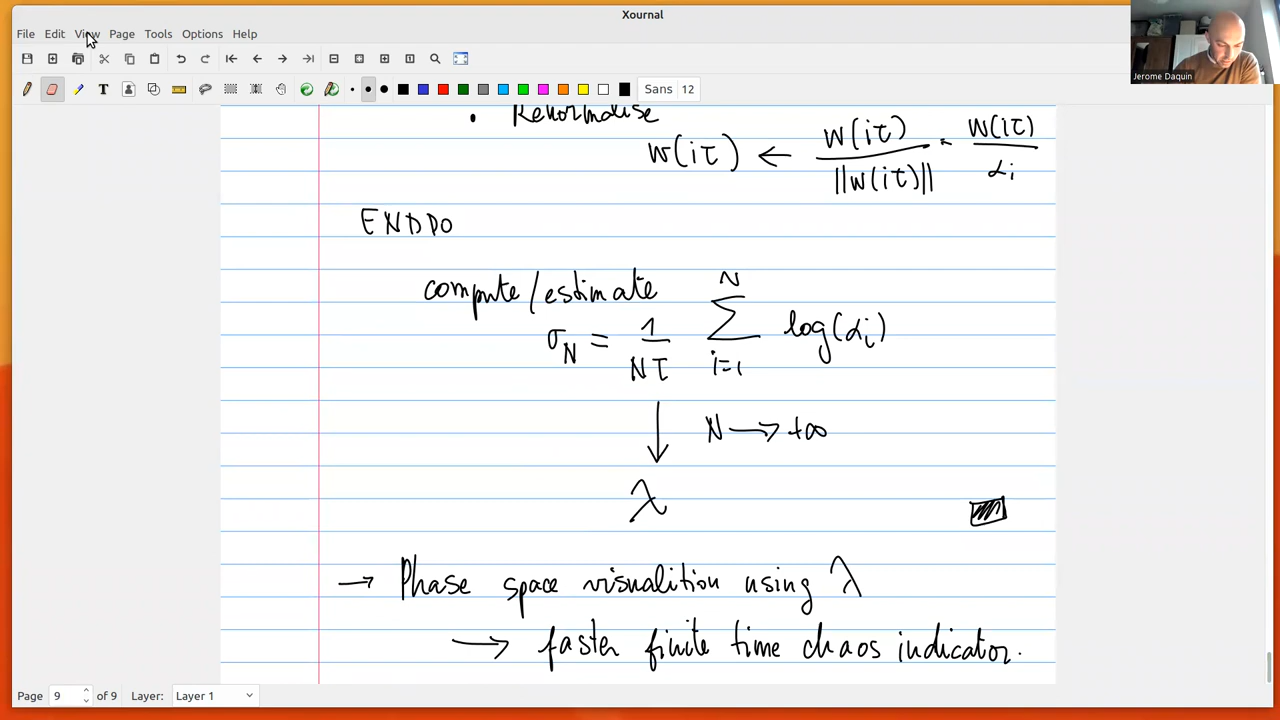 Xournal
File Edit View Page Tools Options Help
Sans 12
Jerome Daquin
• Renormalise
w(iτ) ← w(iτ) / ||w(iτ)|| = w(iτ) / αi
ENDDO
compute/estimate
σN = 1/Nτ ∑ i=1 N log(αi)
↓ N → +∞
λ
→ Phase space visualition using λ
→ faster finite time chaos indicator.
Page 9 of 9 Layer: Layer 1